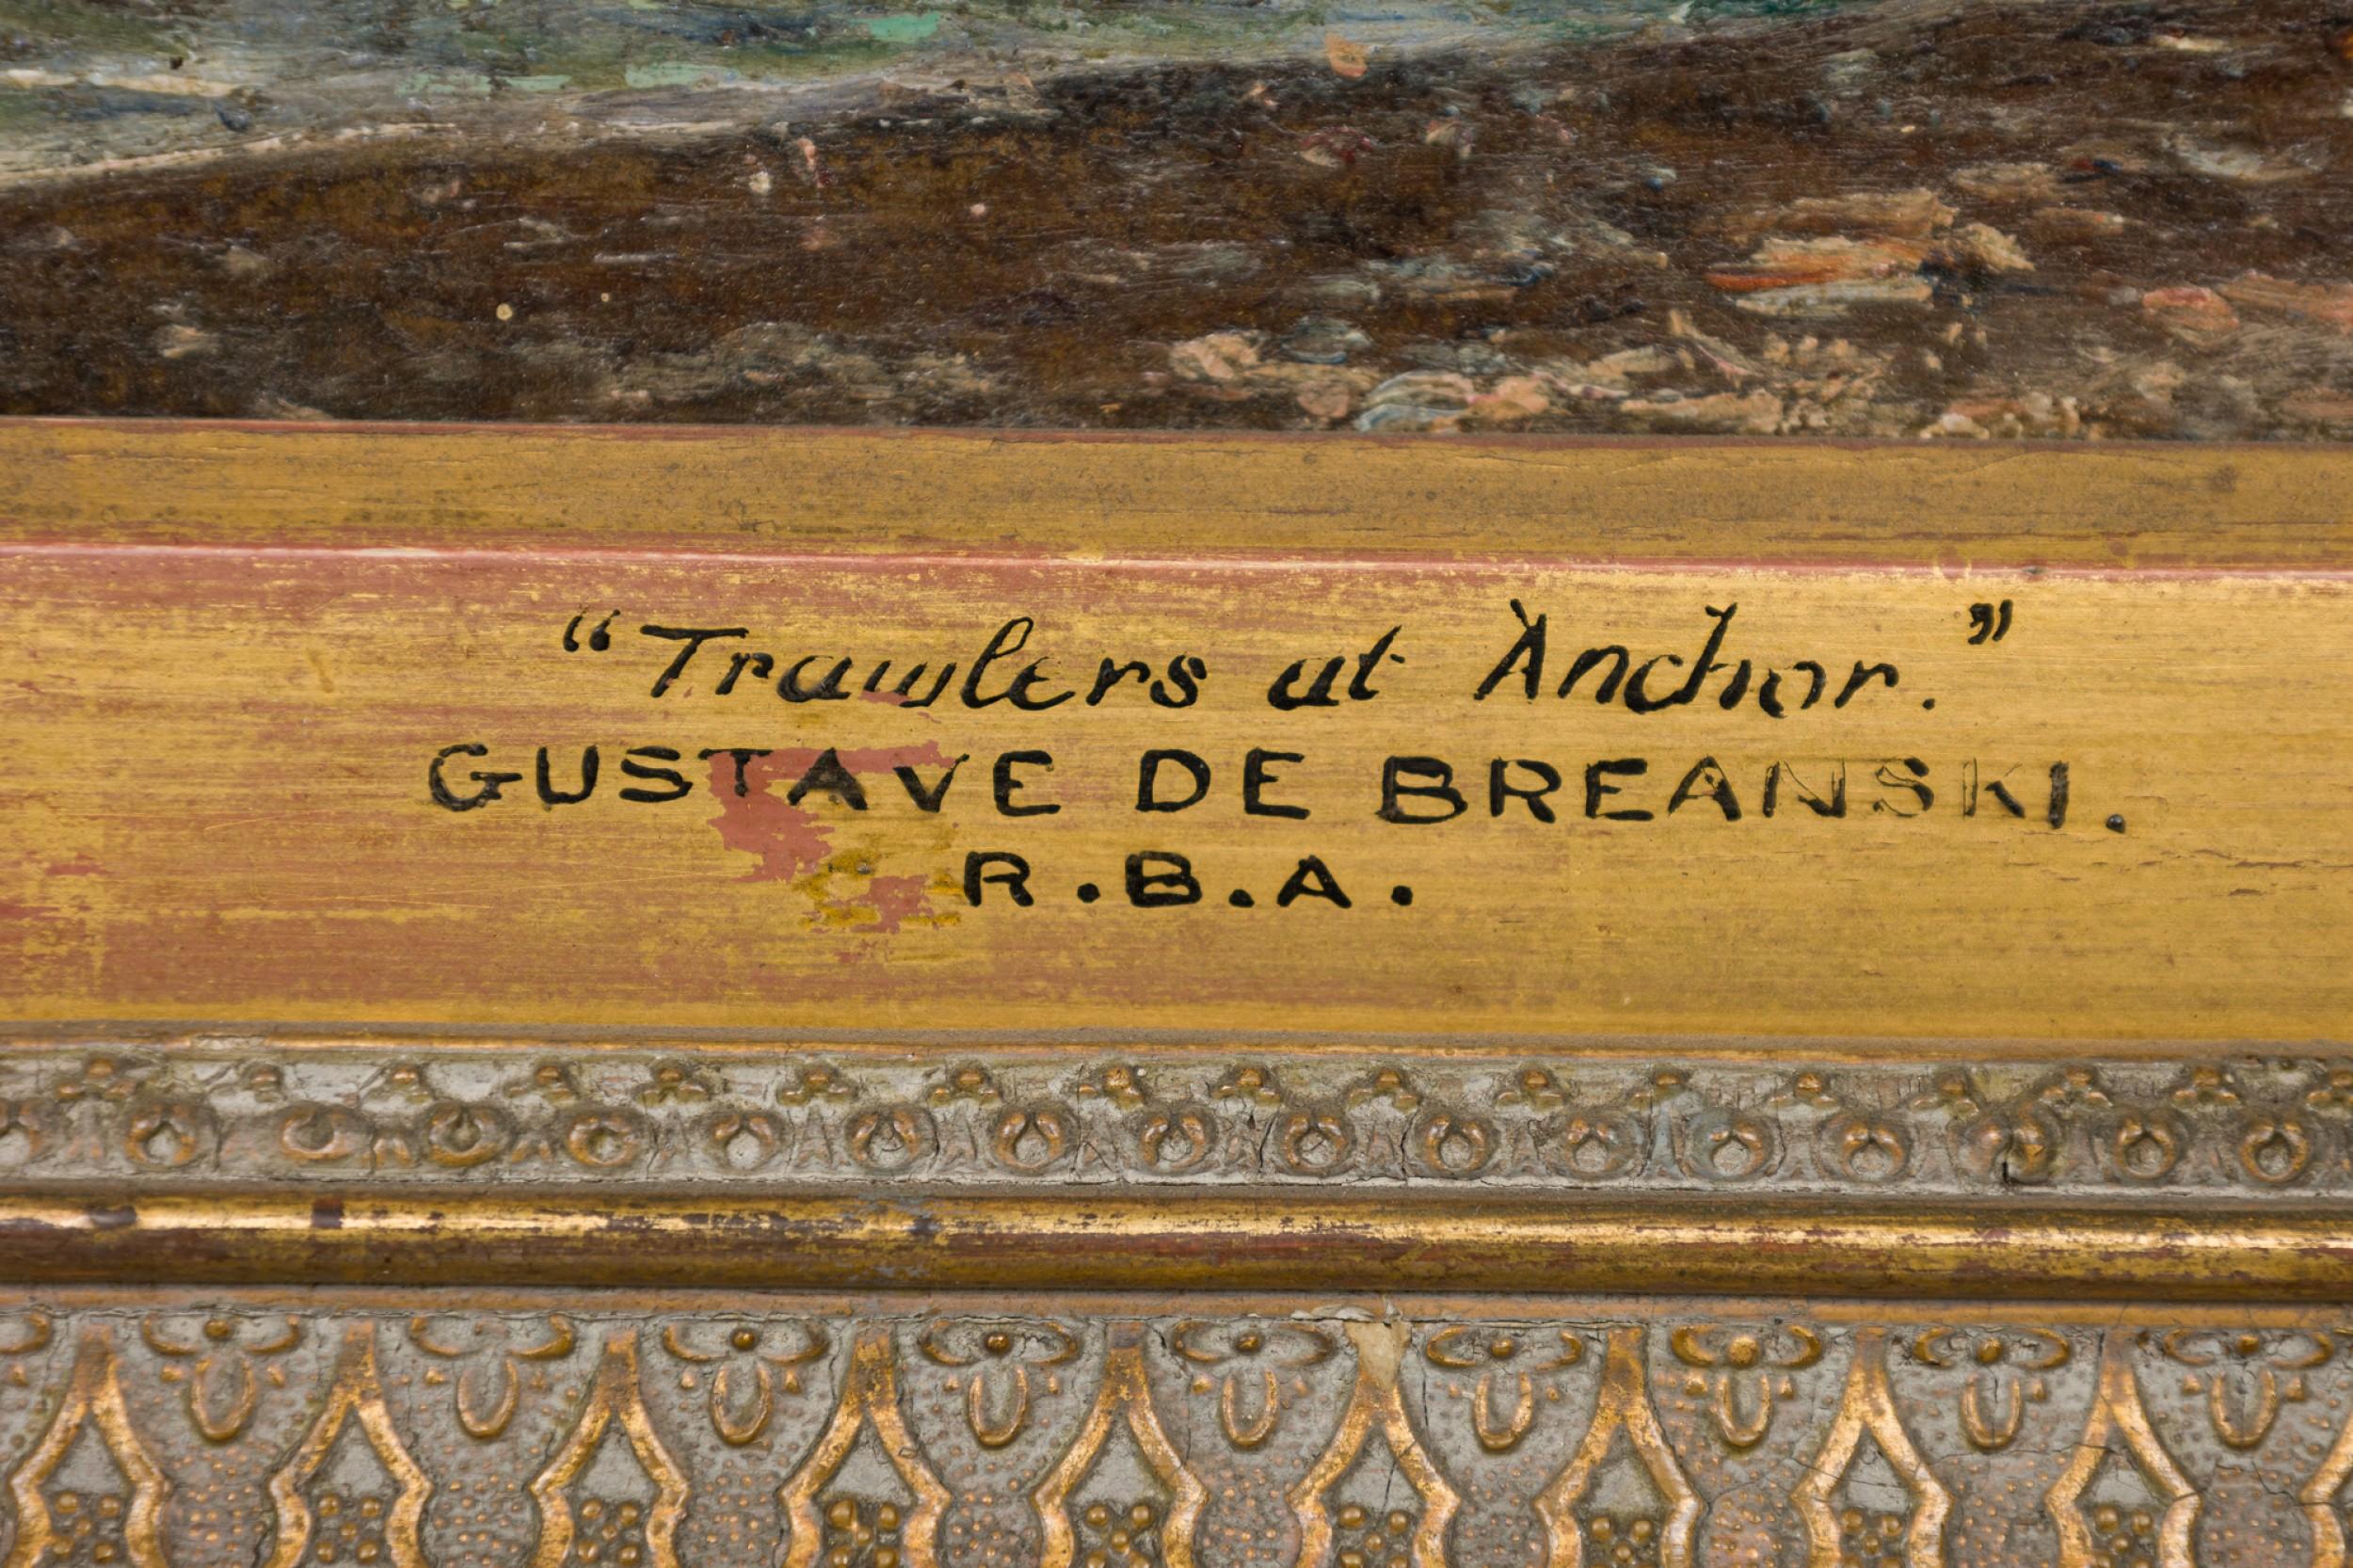 “Trawlers at Anchor.”
GUSTAVE DE BREANSKI.
R.B.A.